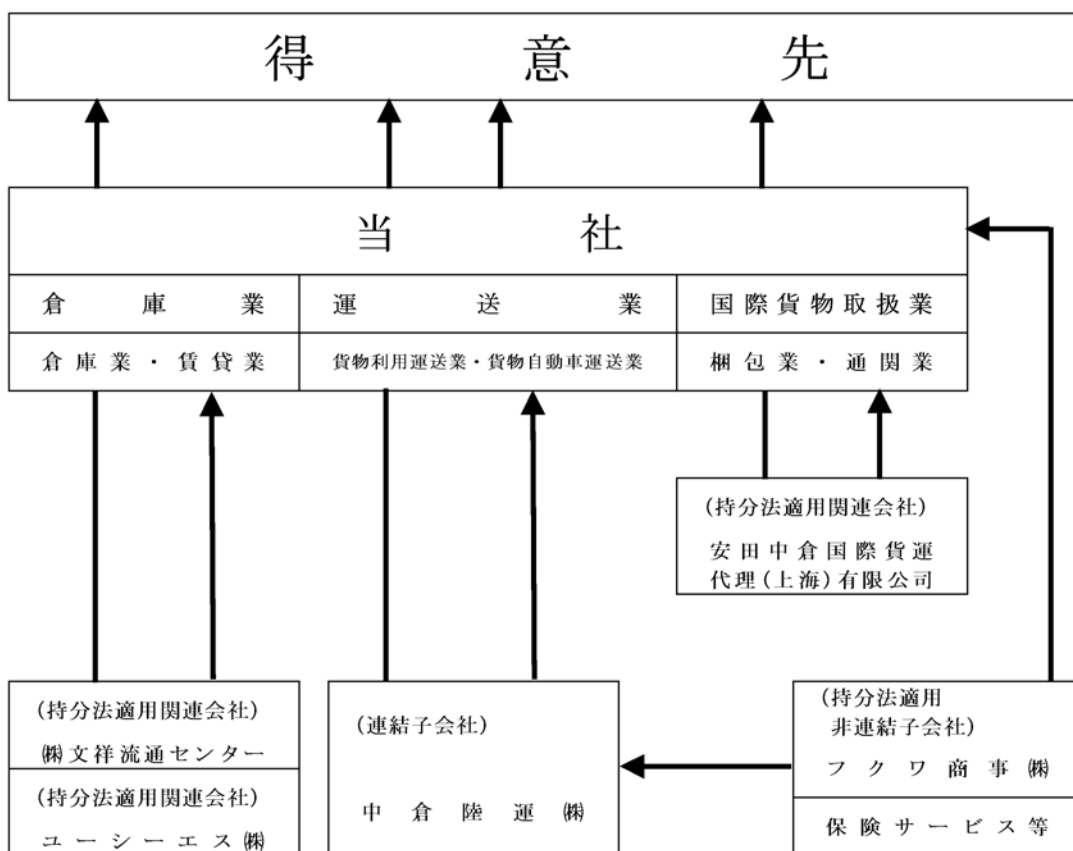 得意先
当社
倉庫業 運送業 国際貨物取扱業
倉庫業・賃貸業 貨物利用運送業・貨物自動車運送業 梱包業・通関業
(持分法適用関連会社)
安田中倉国際貨運
代理(上海)有限公司
(持分法適用関連会社)
㈱文祥流通センター
(持分法適用関連会社)
ユーシーエス㈱
(連結子会社)
中倉陸運㈱
(持分法適用
非連結子会社)
フクワ商事㈱
保険サービス等